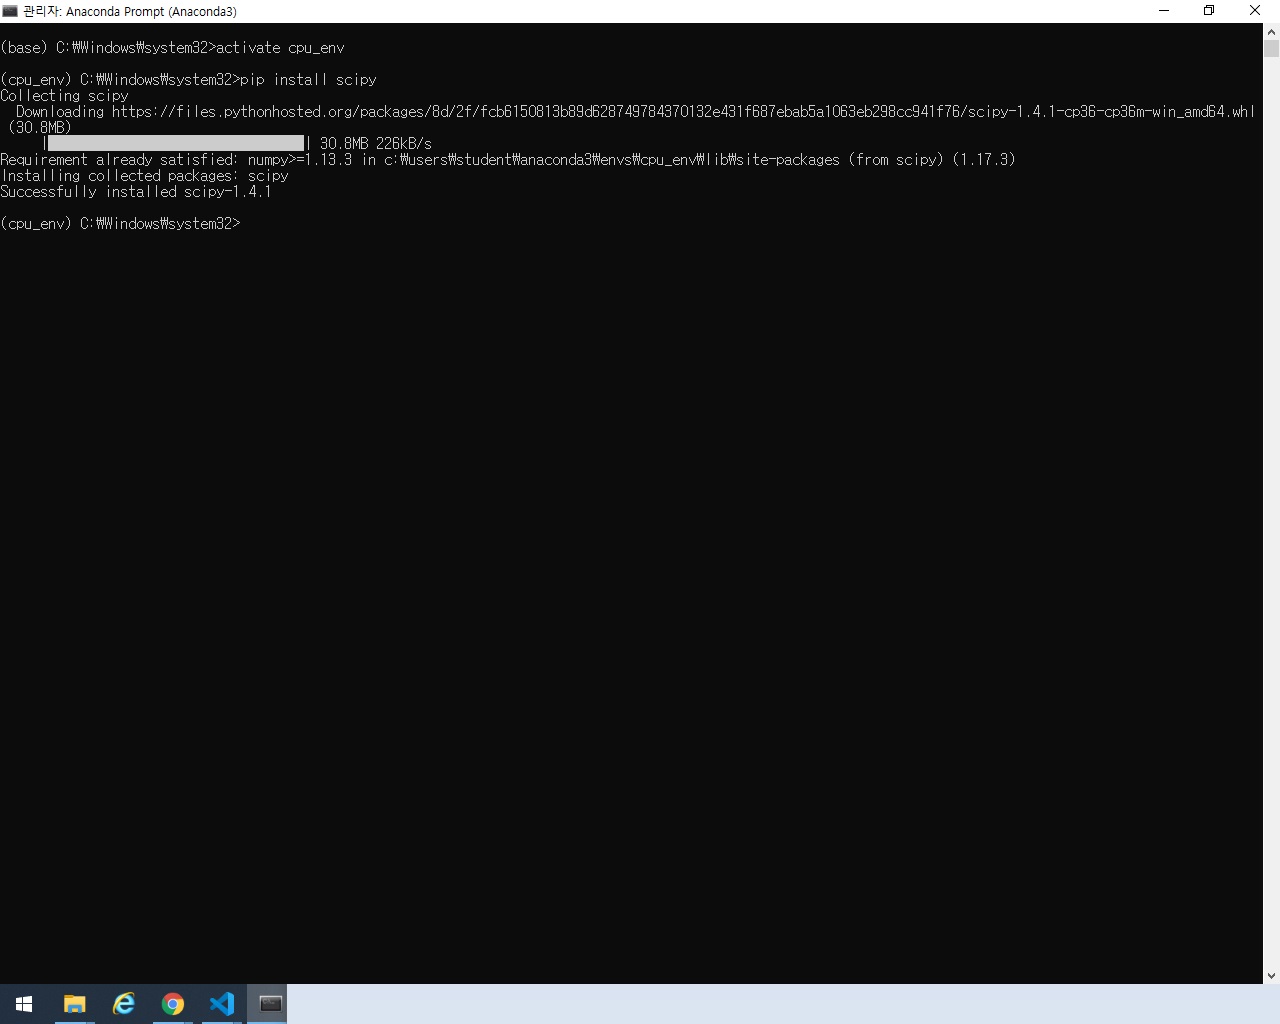 관리자: Anaconda Prompt (Anaconda3)
(base) C:₩Windows₩system32>activate cpu_env
(cpu_env) C:₩Windows₩system32>pip install scipy
Collecting scipy
  Downloading https://files.pythonhosted.org/packages/8d/2f/fcb6150813b89d628749784370132e431f687ebab5a1063eb298cc941f76/scipy-1.4.1-cp36-cp36m-win_amd64.whl
 (30.8MB)
| | 30.8MB 226kB/s
Requirement already satisfied: numpy>=1.13.3 in c:₩users₩student₩anaconda3₩envs₩cpu_env₩lib₩site-packages (from scipy) (1.17.3)
Installing collected packages: scipy
Successfully installed scipy-1.4.1
(cpu_env) C:₩Windows₩system32>